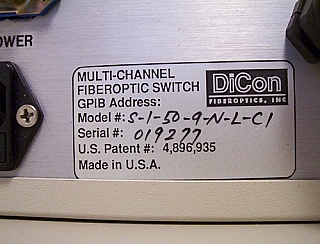 OWER
MULTI-CHANNEL
FIBEROPTIC SWITCH
DiCon
FIBEROPTICS, INC
GPIB Address:
Model #: S-1-50-9-N-L-C1
Serial #: 019277
U.S. Patent #: 4,896,935
Made in U.S.A.